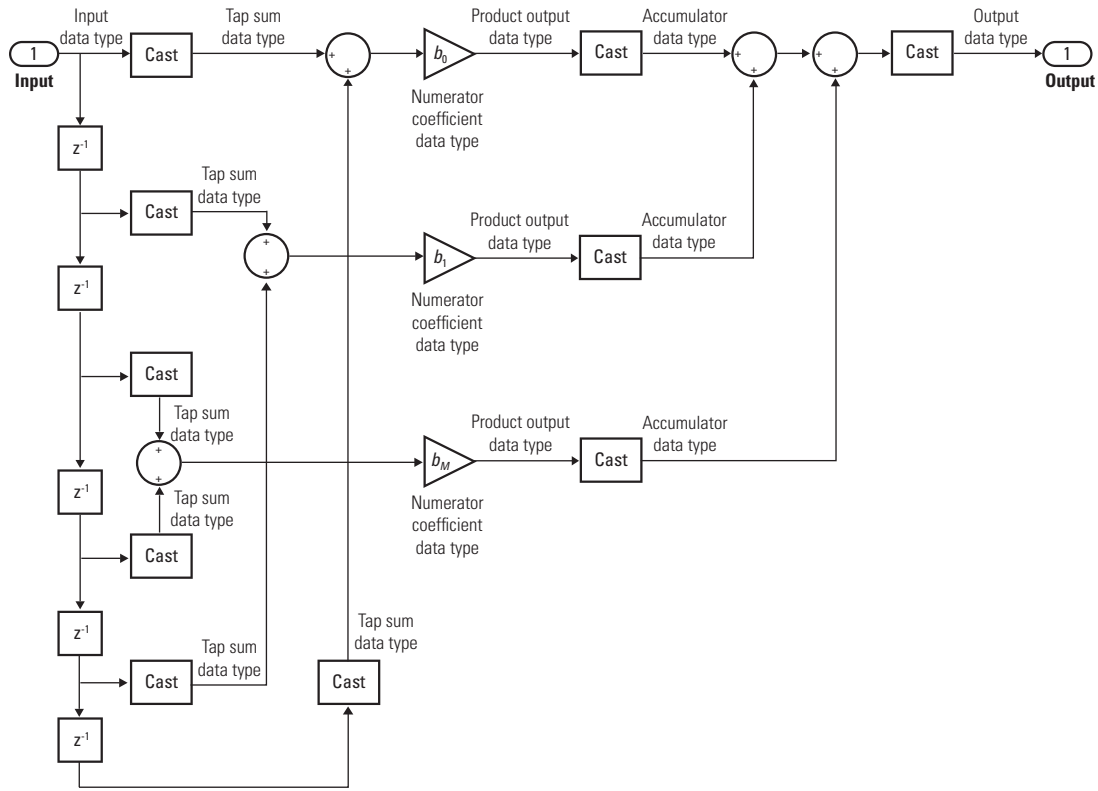 Input
data type
Tap sum
data type
Product output
data type
Accumulator
data type
Output
data type
1
Input
Cast
+
+
b0
Cast
+
+
+
+
Cast
1
Output
Numerator
coefficient
data type
z-1
Tap sum
data type
Cast
+
+
Product output
data type
Accumulator
data type
b1
Cast
z-1
Numerator
coefficient
data type
Cast
Tap sum
data type
+
+
Product output
data type
Accumulator
data type
bM
Cast
z-1
Tap sum
data type
Numerator
coefficient
data type
Cast
z-1
Tap sum
data type
Cast
Tap sum
data type
Cast
z-1